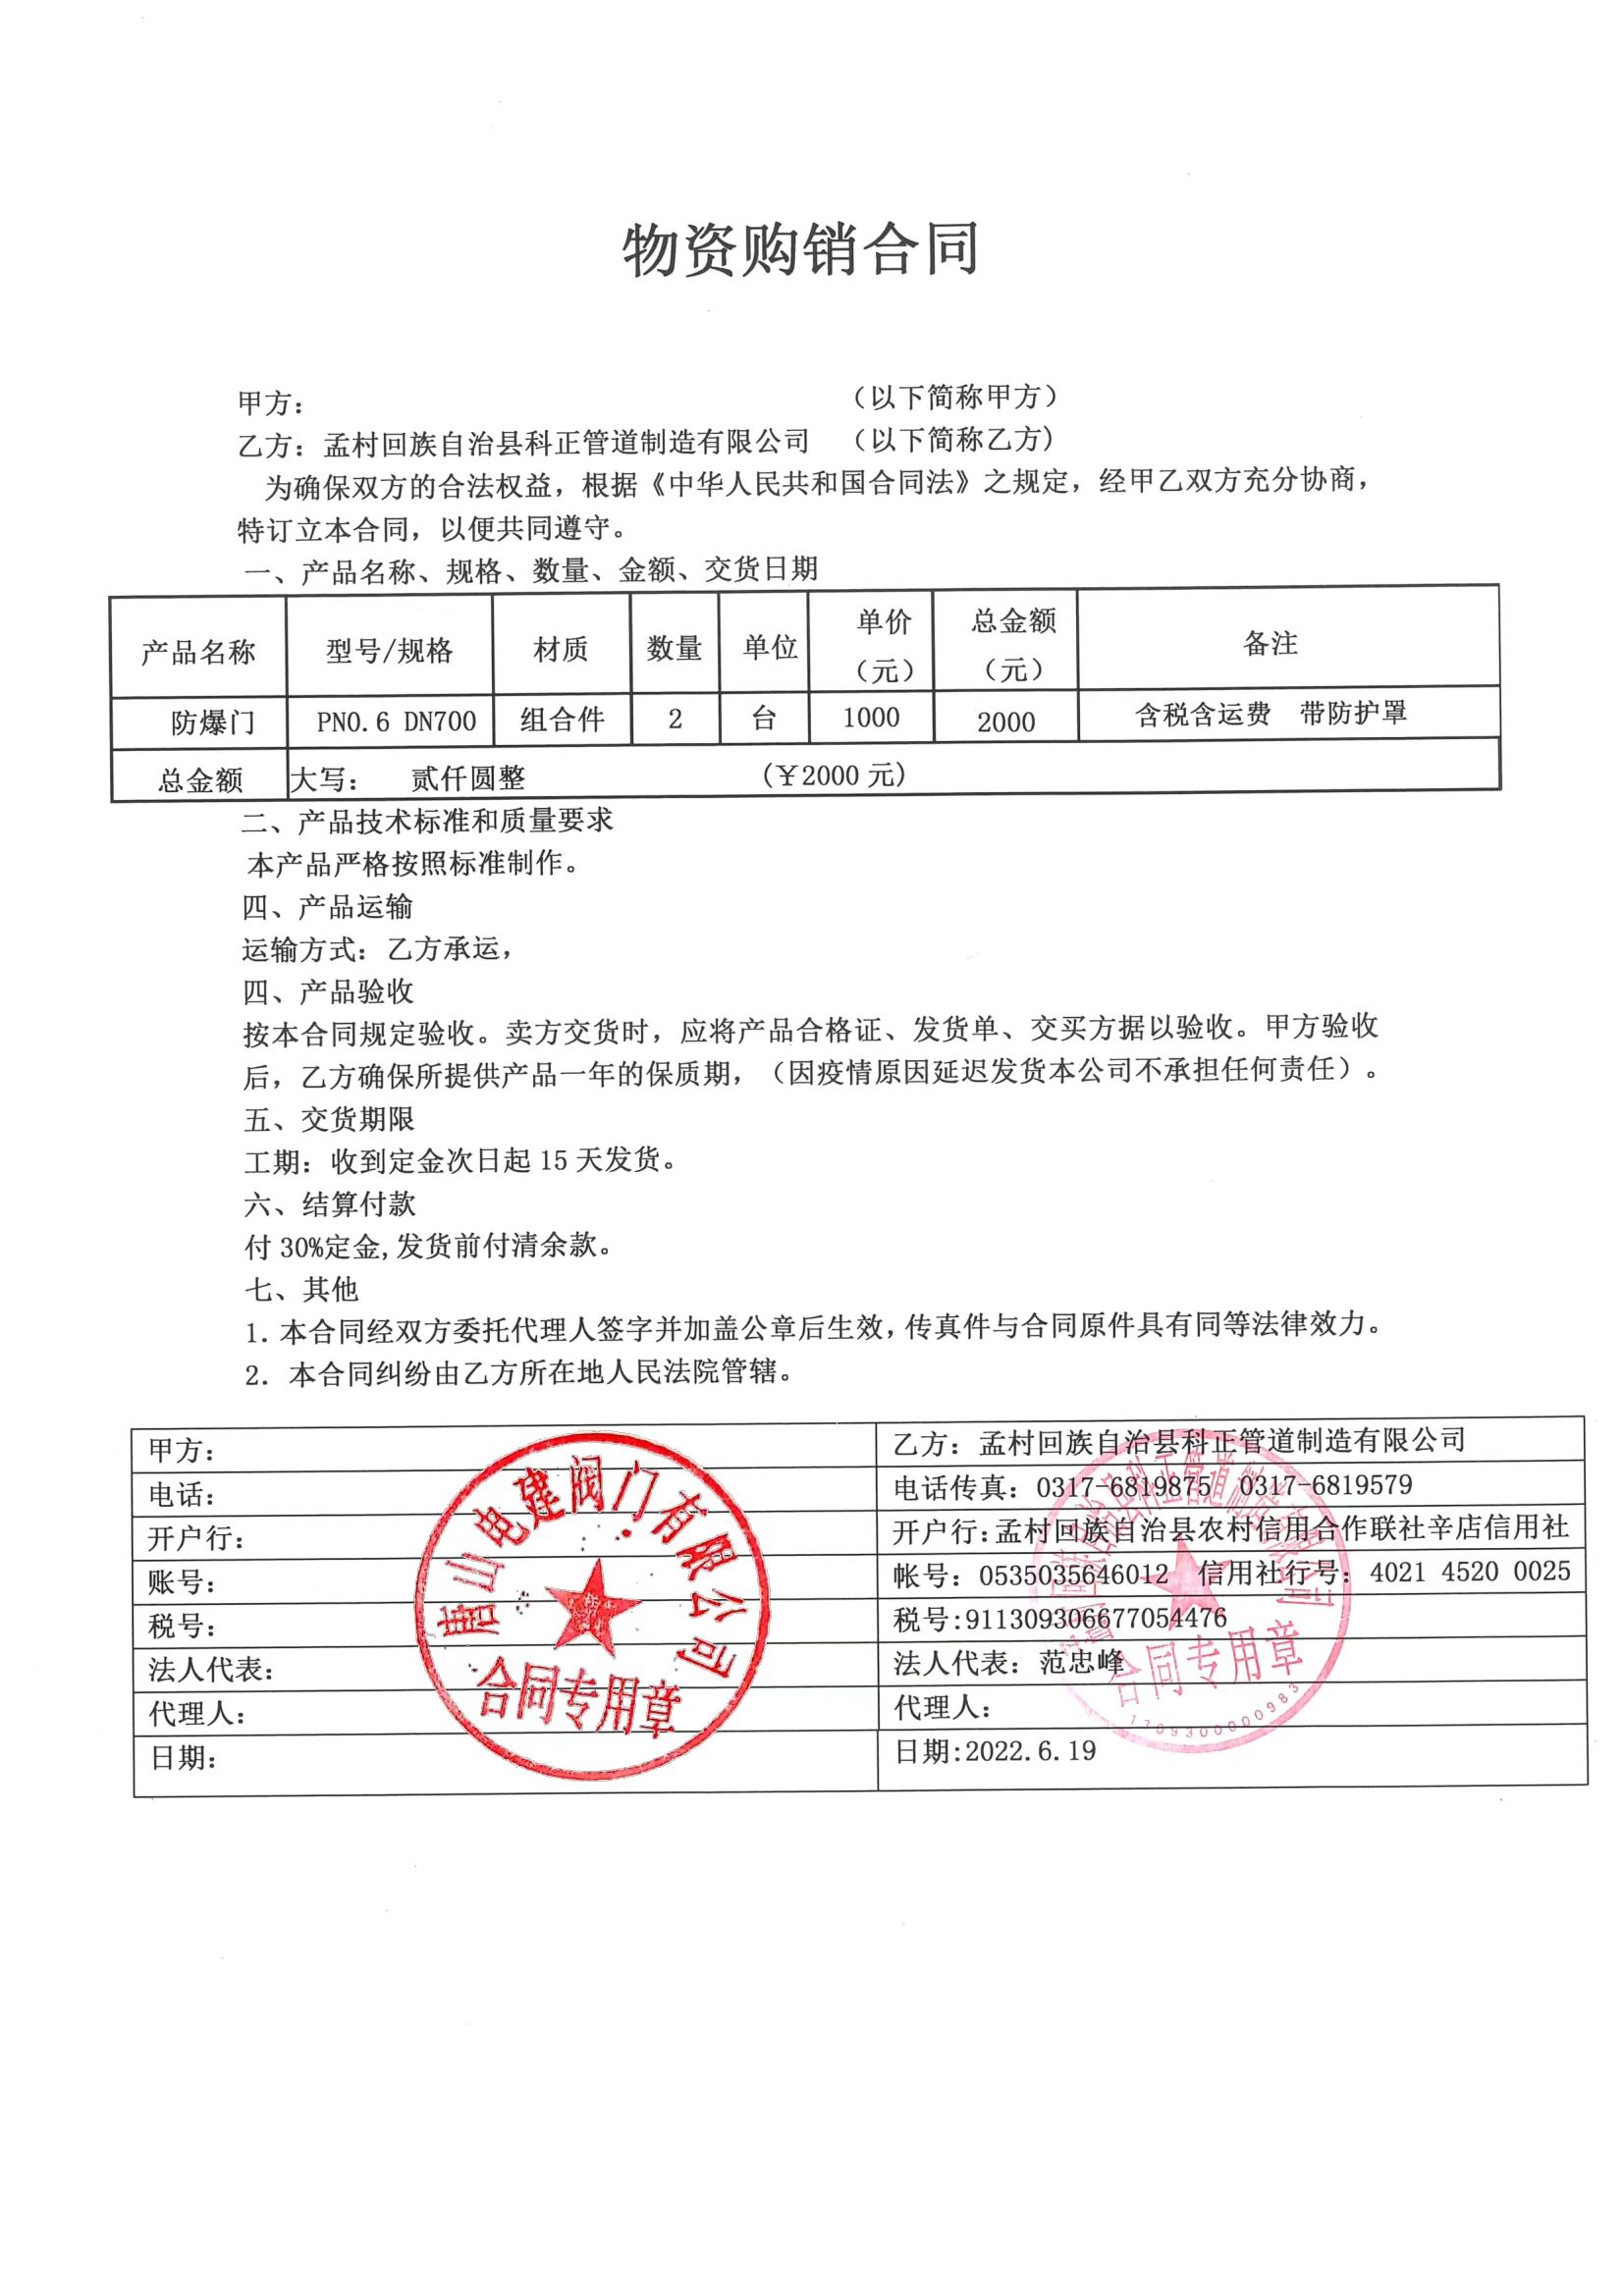 物资购销合同
甲方： （以下简称甲方）
乙方：孟村回族自治县科正管道制造有限公司 （以下简称乙方)
为确保双方的合法权益，根据《中华人民共和国合同法》之规定，经甲乙双方充分协商，
特订立本合同，以便共同遵守。
一、产品名称、规格、数量、金额、交货日期
产品名称 型号/规格 材质 数量 单位 单价（元） 总金额（元） 备注
防爆门 PN0.6 DN700 组合件 2 台 1000 2000 含税含运费 带防护罩
总金额 大写： 贰仟圆整 （￥2000 元）
二、产品技术标准和质量要求
本产品严格按照标准制作。
四、产品运输
运输方式：乙方承运，
四、产品验收
按本合同规定验收。卖方交货时，应将产品合格证、发货单、交买方据以验收。甲方验收
后，乙方确保所提供产品一年的保质期，（因疫情原因延迟发货本公司不承担任何责任）。
五、交货期限
工期：收到定金次日起 15 天发货。
六、结算付款
付 30%定金,发货前付清余款。
七、其他
1.本合同经双方委托代理人签字并加盖公章后生效,传真件与合同原件具有同等法律效力。
2. 本合同纠纷由乙方所在地人民法院管辖。
甲方： 乙方：孟村回族自治县科正管道制造有限公司
电话： 电话传真：0317-6819875 0317-6819579
开户行： 开户行:孟村回族自治县农村信用合作联社辛店信用社
账号： 帐号：0535035646012 信用社行号：4021 4520 0025
税号： 税号:911309306677054476
法人代表： 法人代表：范忠峰
代理人： 代理人：
日期： 日期:2022.6.19
唐山电建阀门有限公司
合同专用章
合同专用章
1309300000983